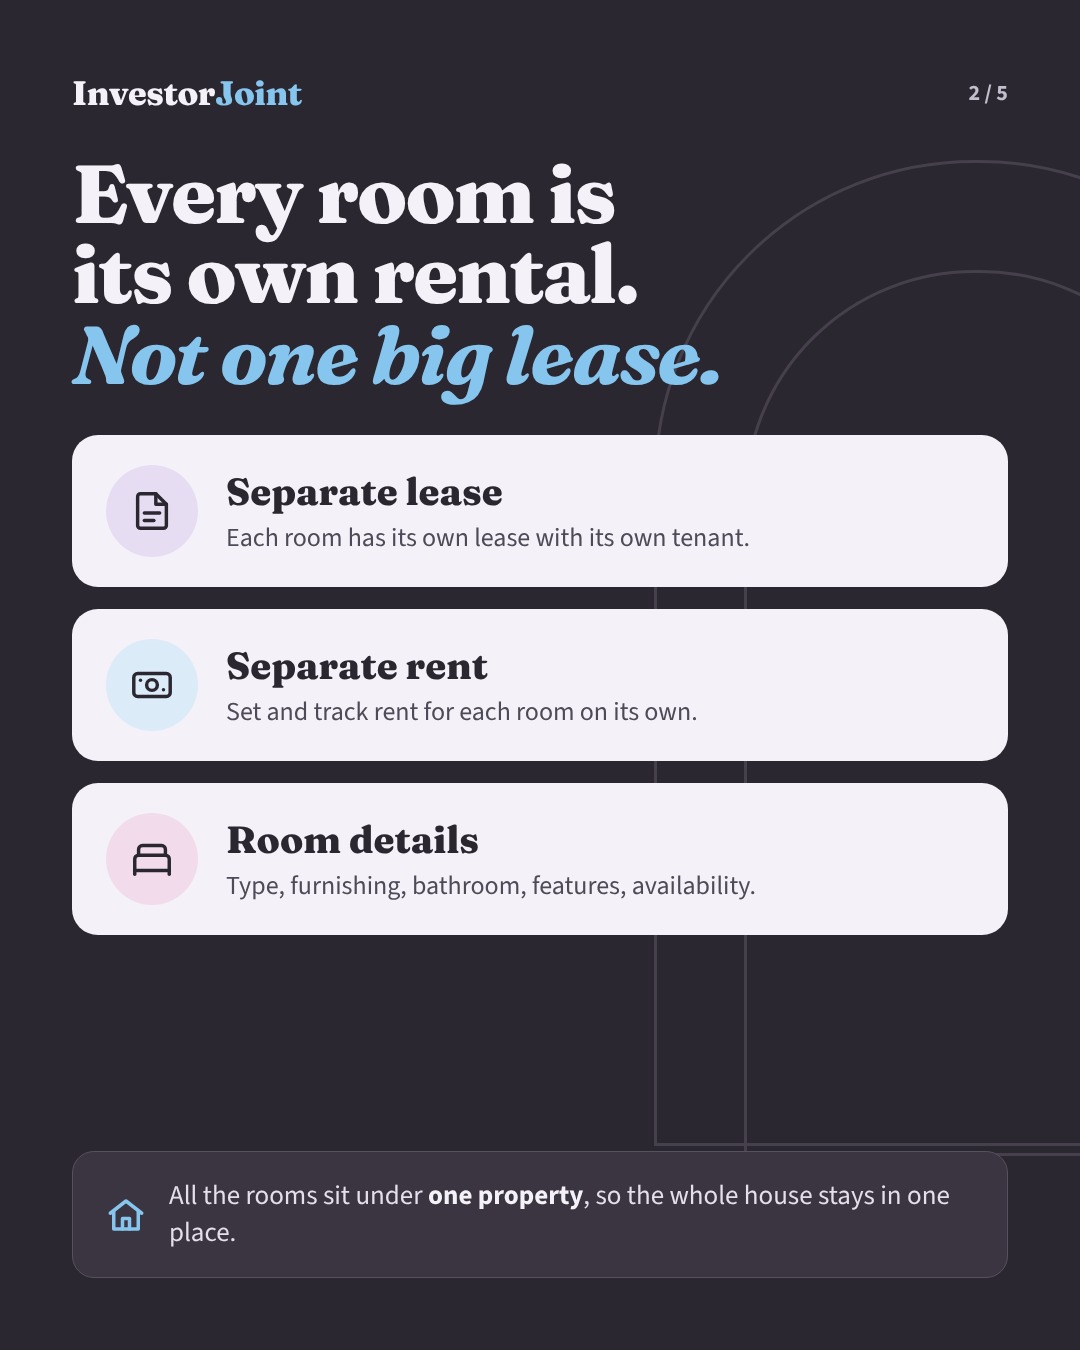 InvestorJoint
2 / 5
Every room is
its own rental.
Not one big lease.
Separate lease
Each room has its own lease with its own tenant.
Separate rent
Set and track rent for each room on its own.
Room details
Type, furnishing, bathroom, features, availability.
All the rooms sit under one property, so the whole house stays in one
place.